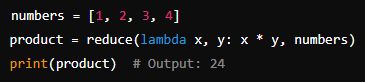 numbers = [1, 2, 3, 4]
product = reduce(lambda x, y: x * y, numbers)
print(product)  # Output: 24